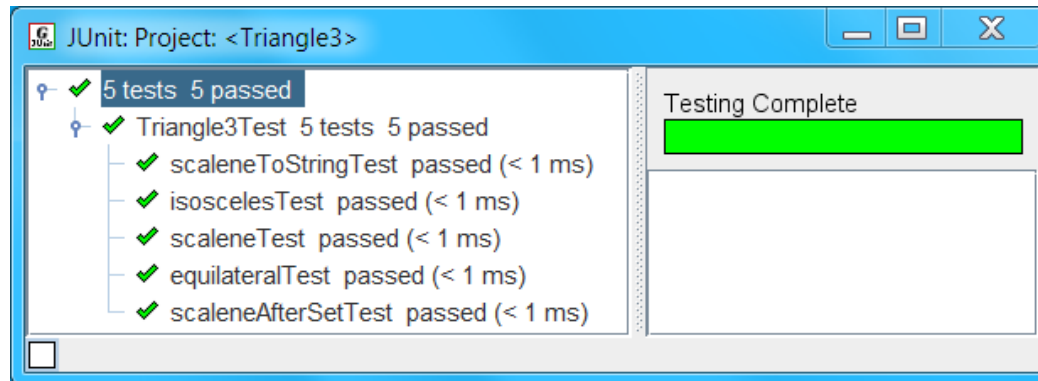 JUnit: Project: <Triangle3>
5 tests 5 passed
Triangle3Test 5 tests 5 passed
scaleneToStringTest passed (< 1 ms)
isoscelesTest passed (< 1 ms)
scaleneTest passed (< 1 ms)
equilateralTest passed (< 1 ms)
scaleneAfterSetTest passed (< 1 ms)
Testing Complete